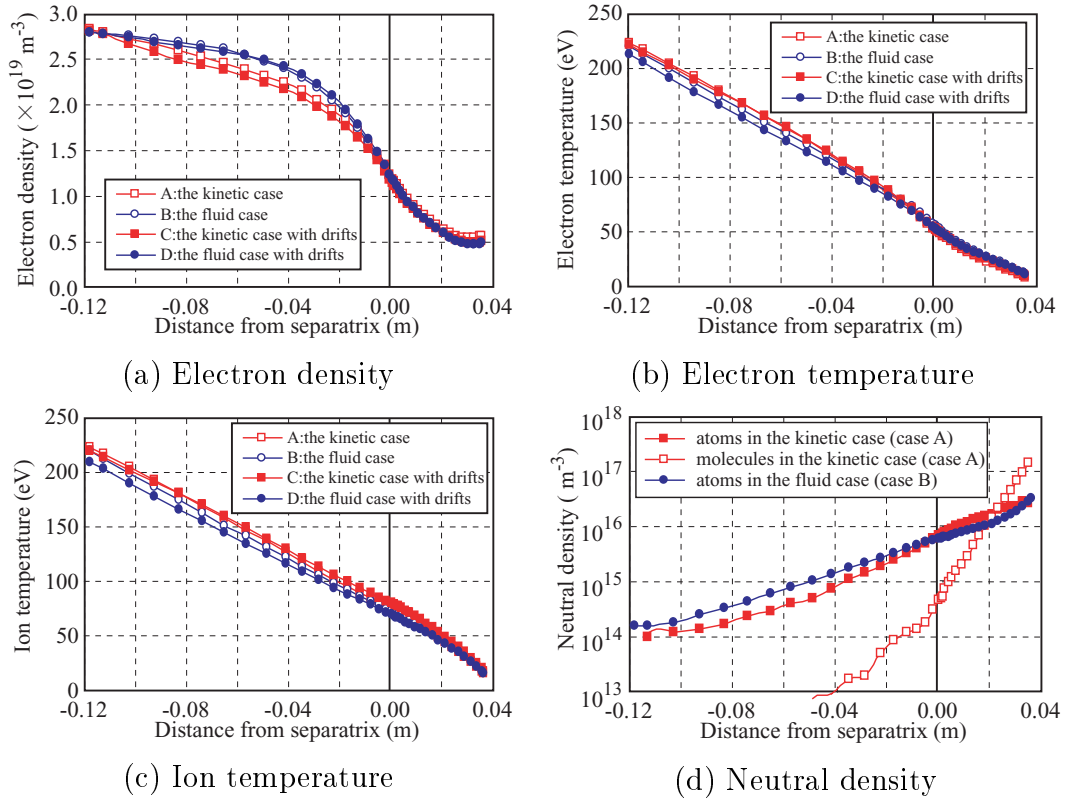 3.0
2.5
2.0
1.5
1.0
0.5
0.0
Electron density (×10^19 m^-3)
A:the kinetic case
B:the fluid case
C:the kinetic case with drifts
D:the fluid case with drifts
-0.12
-0.08
-0.04
0.00
0.04
Distance from separatrix (m)
(a) Electron density
250
200
150
100
50
0
Electron temperature (eV)
A:the kinetic case
B:the fluid case
C:the kinetic case with drifts
D:the fluid case with drifts
-0.12
-0.08
-0.04
0.00
0.04
Distance from separatrix (m)
(b) Electron temperature
250
200
150
100
50
0
Ion temperature (eV)
A:the kinetic case
B:the fluid case
C:the kinetic case with drifts
D:the fluid case with drifts
-0.12
-0.08
-0.04
0.00
0.04
Distance from separatrix (m)
(c) Ion temperature
10^18
10^17
10^16
10^15
10^14
10^13
Neutral density ( m^-3)
atoms in the kinetic case (case A)
molecules in the kinetic case (case A)
atoms in the fluid case (case B)
-0.12
-0.08
-0.04
0.00
0.04
Distance from separatrix (m)
(d) Neutral density